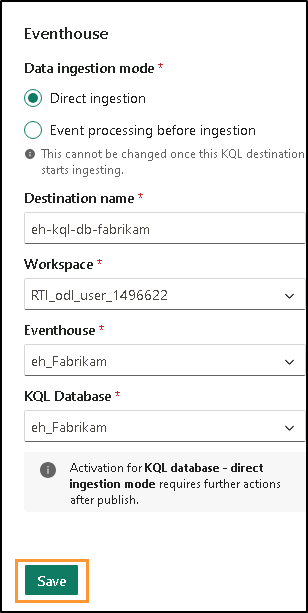 Eventhouse
Data ingestion mode *
Direct ingestion
Event processing before ingestion
This cannot be changed once this KQL destination
starts ingesting.
Destination name *
eh-kql-db-fabrikam
Workspace *
RTI_odl_user_1496622
Eventhouse *
eh_Fabrikam
KQL Database *
eh_Fabrikam
Activation for KQL database - direct
ingestion mode requires further actions
after publish.
Save